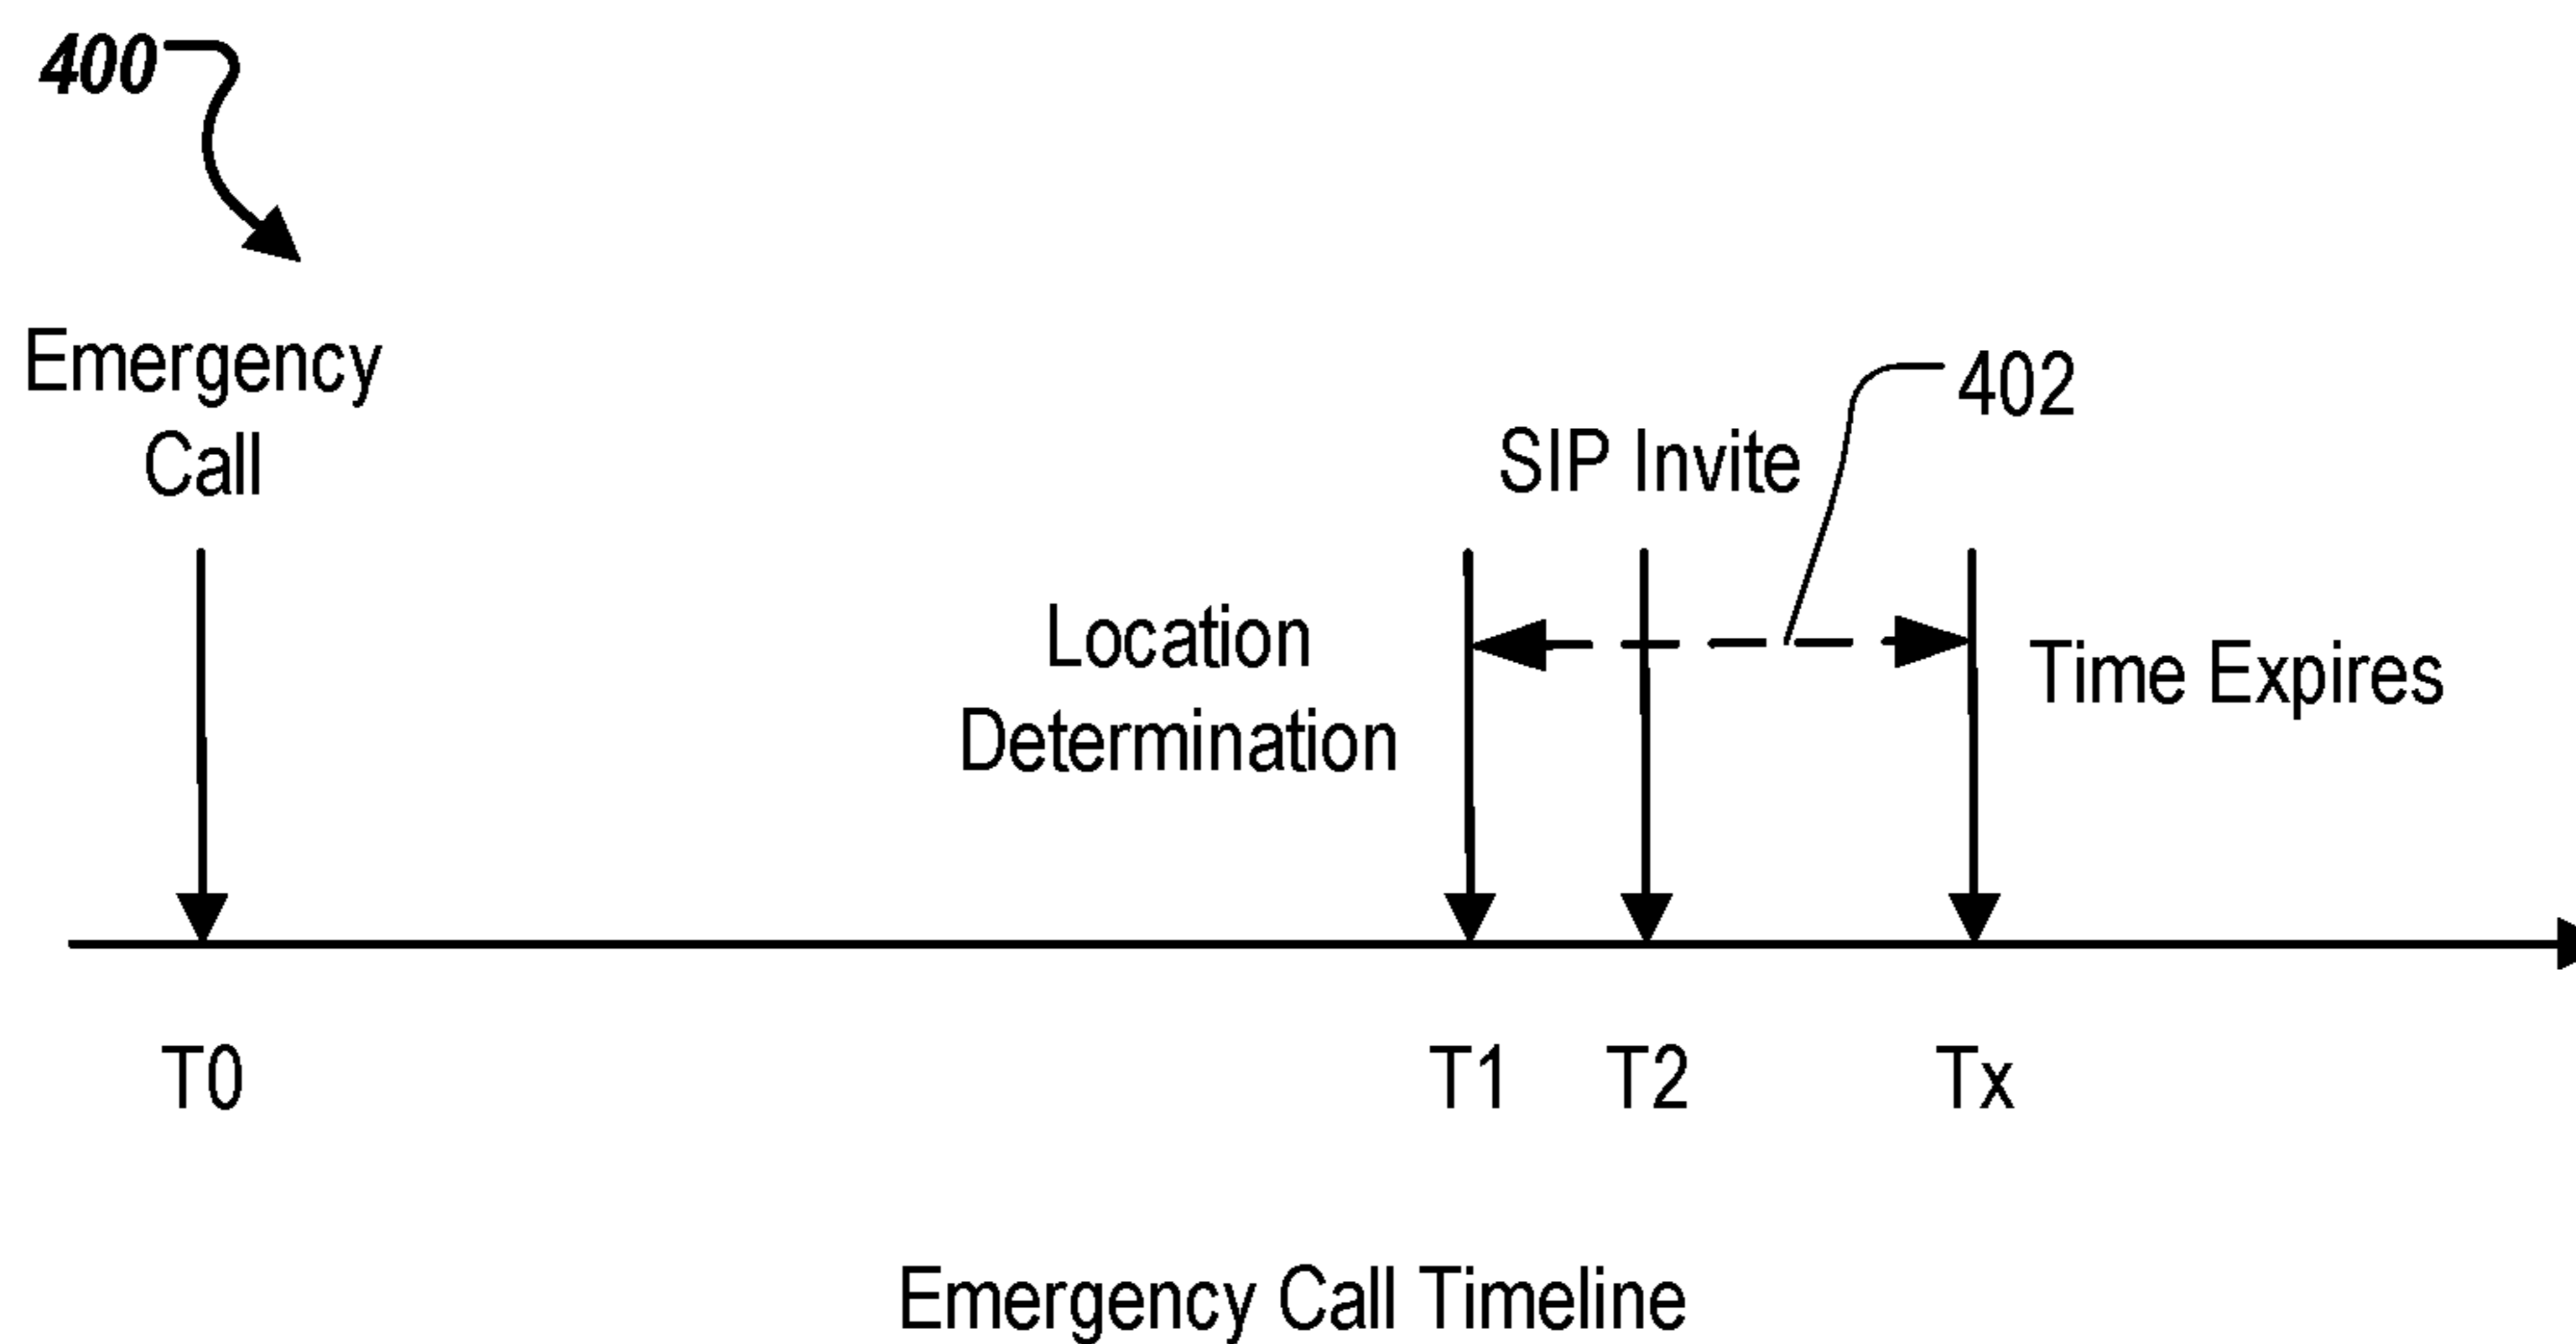 400
Emergency
Call
402
SIP Invite
Location
Determination
Time Expires
T0
T1
T2
Tx
Emergency Call Timeline